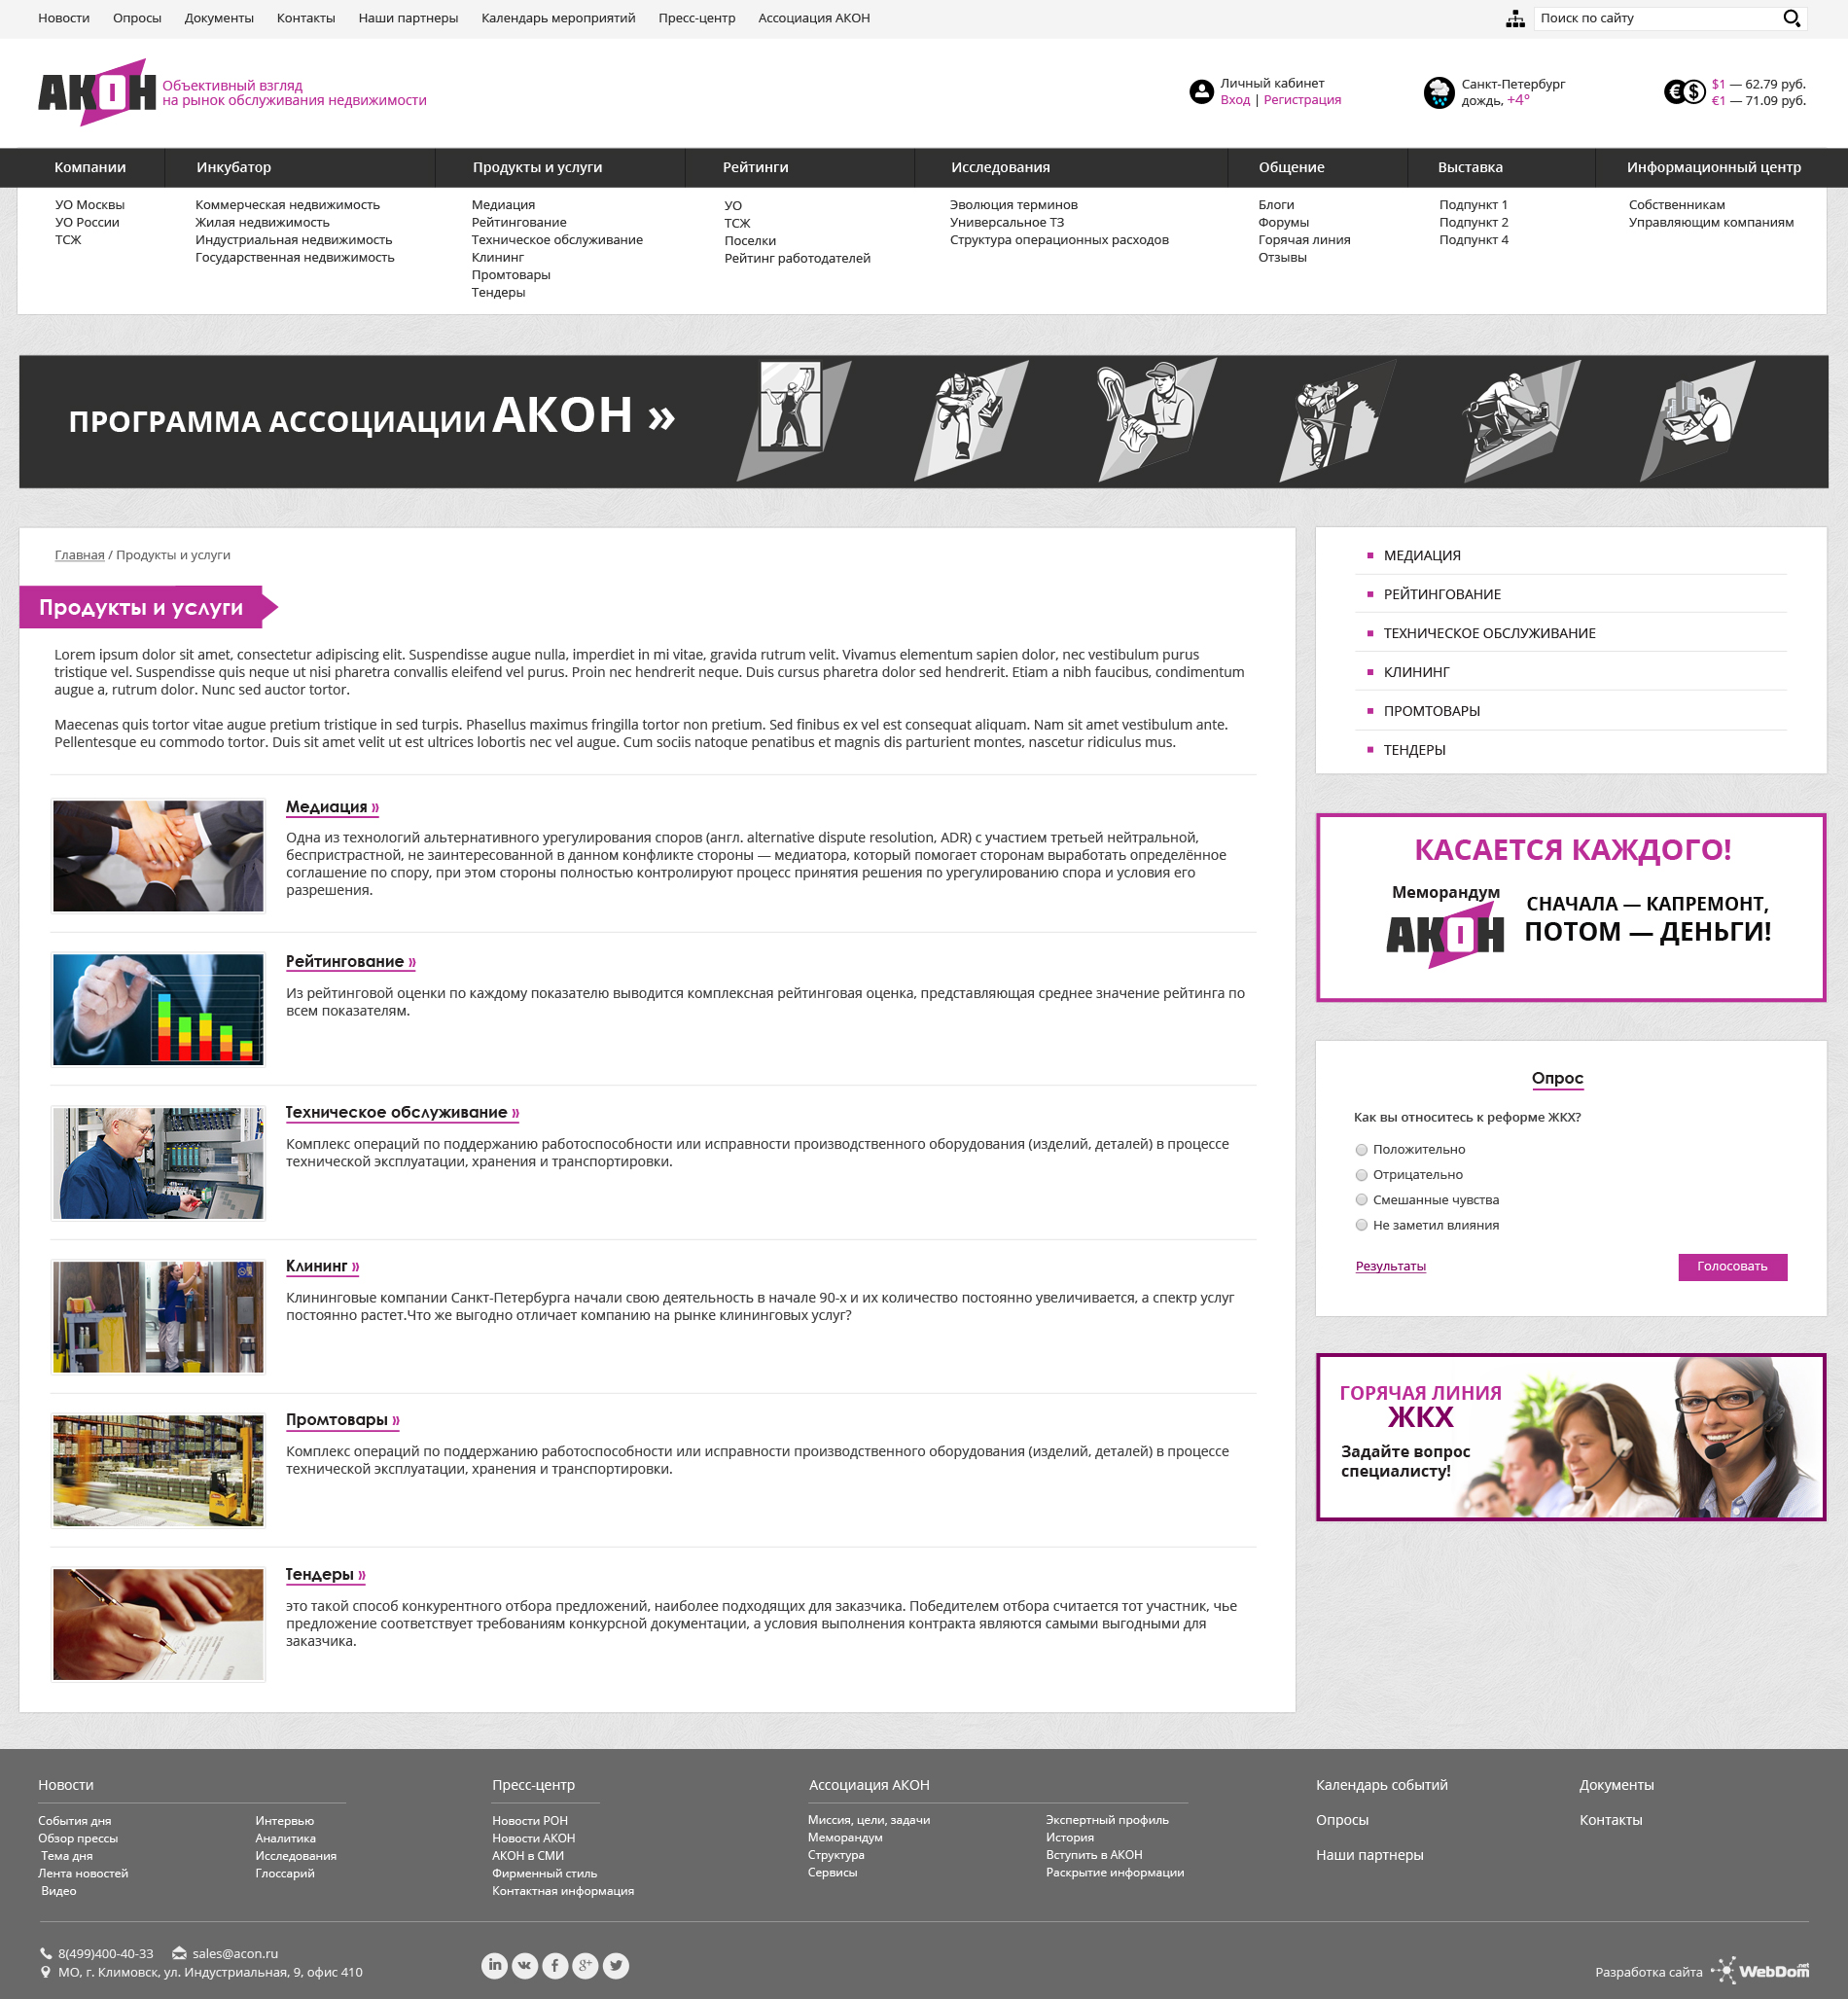 Новости Опросы Документы Контакты Наши партнеры Календарь мероприятий Пресс-центр Ассоциация АКОН
Поиск по сайту
АКОН
Объективный взгляд
на рынок обслуживания недвижимости
Личный кабинет
Вход | Регистрация
Санкт-Петербург
дождь, +4°
$1 — 62.79 руб.
€1 — 71.09 руб.
Компании Инкубатор Продукты и услуги Рейтинги Исследования Общение Выставка Информационный центр
УО Москвы
УО России
ТСЖ
Коммерческая недвижимость
Жилая недвижимость
Индустриальная недвижимость
Государственная недвижимость
Медиация
Рейтингование
Техническое обслуживание
Клининг
Промтовары
Тендеры
УО
ТСЖ
Поселки
Рейтинг работодателей
Эволюция терминов
Универсальное ТЗ
Структура операционных расходов
Блоги
Форумы
Горячая линия
Отзывы
Подпункт 1
Подпункт 2
Подпункт 4
Собственникам
Управляющим компаниям
ПРОГРАММА АССОЦИАЦИИ АКОН »
Главная / Продукты и услуги
Продукты и услуги
Lorem ipsum dolor sit amet, consectetur adipiscing elit. Suspendisse augue nulla, imperdiet in mi vitae, gravida rutrum velit. Vivamus elementum sapien dolor, nec vestibulum purus
tristique vel. Suspendisse quis neque ut nisi pharetra convallis eleifend vel purus. Proin nec hendrerit neque. Duis cursus pharetra dolor sed hendrerit. Etiam a nibh faucibus, condimentum
augue a, rutrum dolor. Nunc sed auctor tortor.
Maecenas quis tortor vitae augue pretium tristique in sed turpis. Phasellus maximus fringilla tortor non pretium. Sed finibus ex vel est consequat aliquam. Nam sit amet vestibulum ante.
Pellentesque eu commodo tortor. Duis sit amet velit ut est ultrices lobortis nec vel augue. Cum sociis natoque penatibus et magnis dis parturient montes, nascetur ridiculus mus.
Медиация »
Одна из технологий альтернативного урегулирования споров (англ. alternative dispute resolution, ADR) с участием третьей нейтральной,
беспристрастной, не заинтересованной в данном конфликте стороны — медиатора, который помогает сторонам выработать определённое
соглашение по спору, при этом стороны полностью контролируют процесс принятия решения по урегулированию спора и условия его
разрешения.
Рейтингование »
Из рейтинговой оценки по каждому показателю выводится комплексная рейтинговая оценка, представляющая среднее значение рейтинга по
всем показателям.
Техническое обслуживание »
Комплекс операций по поддержанию работоспособности или исправности производственного оборудования (изделий, деталей) в процессе
технической эксплуатации, хранения и транспортировки.
Клининг »
Клининговые компании Санкт-Петербурга начали свою деятельность в начале 90-х и их количество постоянно увеличивается, а спектр услуг
постоянно растет.Что же выгодно отличает компанию на рынке клининговых услуг?
Промтовары »
Комплекс операций по поддержанию работоспособности или исправности производственного оборудования (изделий, деталей) в процессе
технической эксплуатации, хранения и транспортировки.
Тендеры »
это такой способ конкурентного отбора предложений, наиболее подходящих для заказчика. Победителем отбора считается тот участник, чье
предложение соответствует требованиям конкурсной документации, а условия выполнения контракта являются самыми выгодными для
заказчика.
МЕДИАЦИЯ
РЕЙТИНГОВАНИЕ
ТЕХНИЧЕСКОЕ ОБСЛУЖИВАНИЕ
КЛИНИНГ
ПРОМТОВАРЫ
ТЕНДЕРЫ
КАСАЕТСЯ КАЖДОГО!
Меморандум
АКОН
СНАЧАЛА — КАПРЕМОНТ,
ПОТОМ — ДЕНЬГИ!
Опрос
Как вы относитесь к реформе ЖКХ?
Положительно
Отрицательно
Смешанные чувства
Не заметил влияния
Результаты Голосовать
ГОРЯЧАЯ ЛИНИЯ
ЖКХ
Задайте вопрос
специалисту!
Новости
События дня
Обзор прессы
Тема дня
Лента новостей
Видео
Интервью
Аналитика
Исследования
Глоссарий
Пресс-центр
Новости РОН
Новости АКОН
АКОН в СМИ
Фирменный стиль
Контактная информация
Ассоциация АКОН
Миссия, цели, задачи
Меморандум
Структура
Сервисы
Экспертный профиль
История
Вступить в АКОН
Раскрытие информации
Календарь событий
Опросы
Наши партнеры
Документы
Контакты
8(499)400-40-33 sales@acon.ru
МО, г. Климовск, ул. Индустриальная, 9, офис 410
Разработка сайта WebDom.net